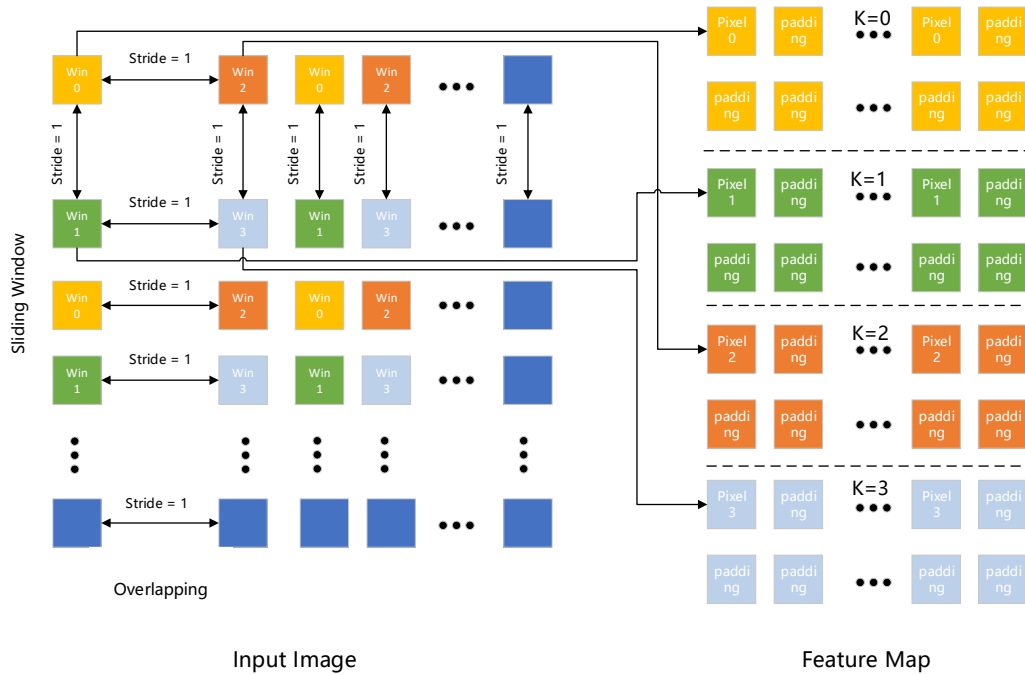 Pixel 0
paddi ng
K=0
Pixel 0
paddi ng
Stride = 1
Win 0
Win 2
Win 0
Win 2
paddi ng
paddi ng
paddi ng
paddi ng
Stride = 1
Stride = 1
Stride = 1
Stride = 1
Stride = 1
Pixel 1
paddi ng
K=1
Pixel 1
paddi ng
Stride = 1
Win 1
Win 3
Win 1
Win 3
paddi ng
paddi ng
paddi ng
paddi ng
Sliding Window
Stride = 1
Win 0
Win 2
Win 0
Win 2
Pixel 2
paddi ng
K=2
Pixel 2
paddi ng
Stride = 1
Win 1
Win 3
Win 1
Win 3
paddi ng
paddi ng
paddi ng
paddi ng
Stride = 1
Pixel 3
paddi ng
K=3
Pixel 3
paddi ng
paddi ng
paddi ng
paddi ng
paddi ng
Overlapping
Input Image
Feature Map